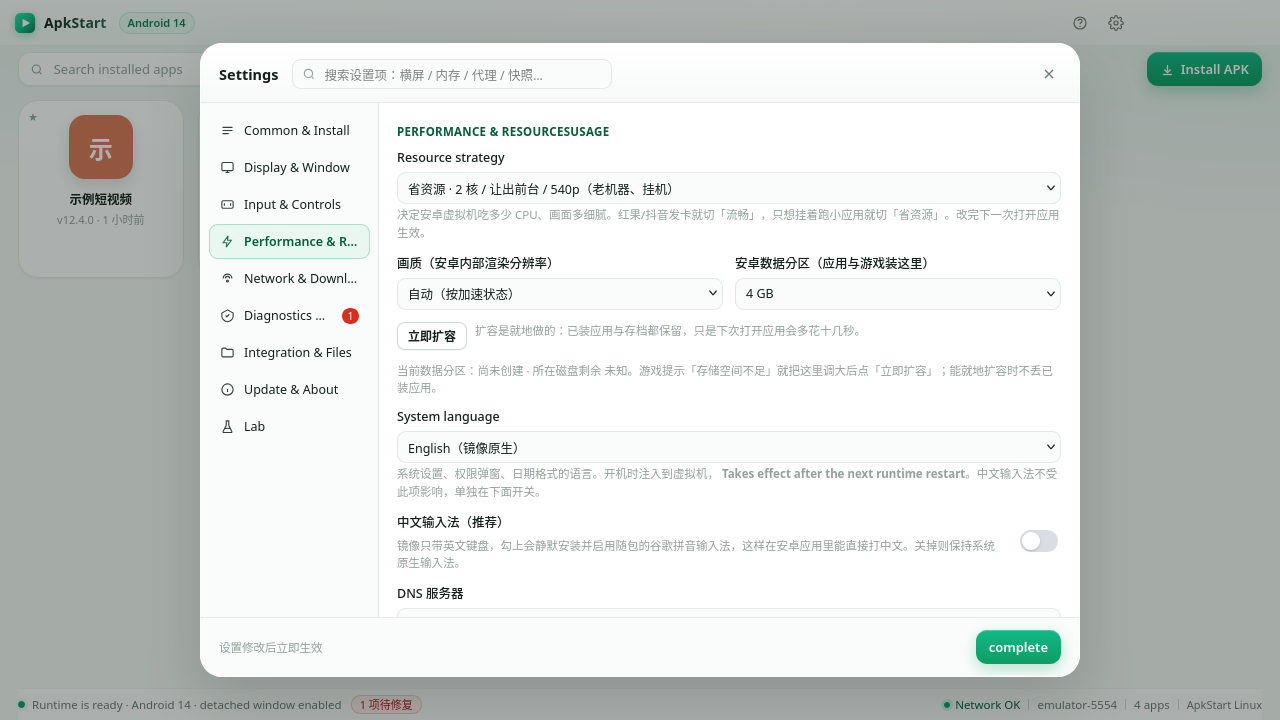 ApkStart
Android 14
Search installed apps
Install APK
示
示例短视频
v12.4.0 · 1 小时前
Settings
搜索设置项：横屏 / 内存 / 代理 / 快照...
Common & Install
Display & Window
Input & Controls
Performance & R...
Network & Downl...
Diagnostics ...
1
Integration & Files
Update & About
Lab
PERFORMANCE & RESOURCESUSAGE
Resource strategy
省资源 · 2 核 / 让出前台 / 540p（老机器、挂机）
决定安卓虚拟机吃多少 CPU、画面多细腻。红果/抖音发卡就切「流畅」，只想挂着跑小应用就切「省资源」。改完下一次打开应用
生效。
画质（安卓内部渲染分辨率）
安卓数据分区（应用与游戏装这里）
自动（按加速状态）
4 GB
立即扩容
扩容是就地做的：已装应用与存档都保留，只是下次打开应用会多花十几秒。
当前数据分区：尚未创建 · 所在磁盘剩余 未知。游戏提示「存储空间不足」就把这里调大后点「立即扩容」；能就地扩容时不丢已
装应用。
System language
English（镜像原生）
系统设置、权限弹窗、日期格式的语言。开机时注入到虚拟机， Takes effect after the next runtime restart。中文输入法不受
此项影响，单独在下面开关。
中文输入法（推荐）
镜像只带英文键盘，勾上会静默安装并启用随包的谷歌拼音输入法，这样在安卓应用里能直接打中文。关掉则保持系统
原生输入法。
DNS 服务器
设置修改后立即生效
complete
Runtime is ready · Android 14 · detached window enabled
1 项待修复
Network OK
emulator-5554
4 apps
ApkStart Linux